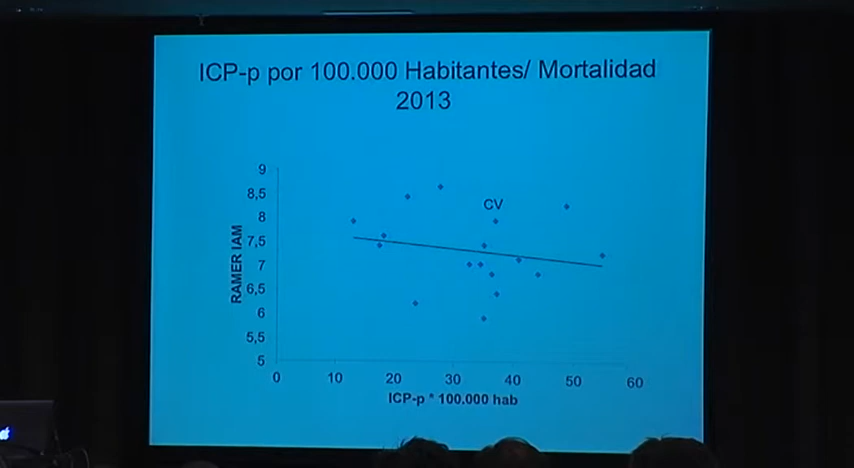 ICP-p por 100.000 Habitantes/ Mortalidad
2013
9
8,5
CV
8
7,5
7
6,5
6
5,5
5
RAMER IAM
0 10 20 30 40 50 60
ICP-p * 100.000 hab